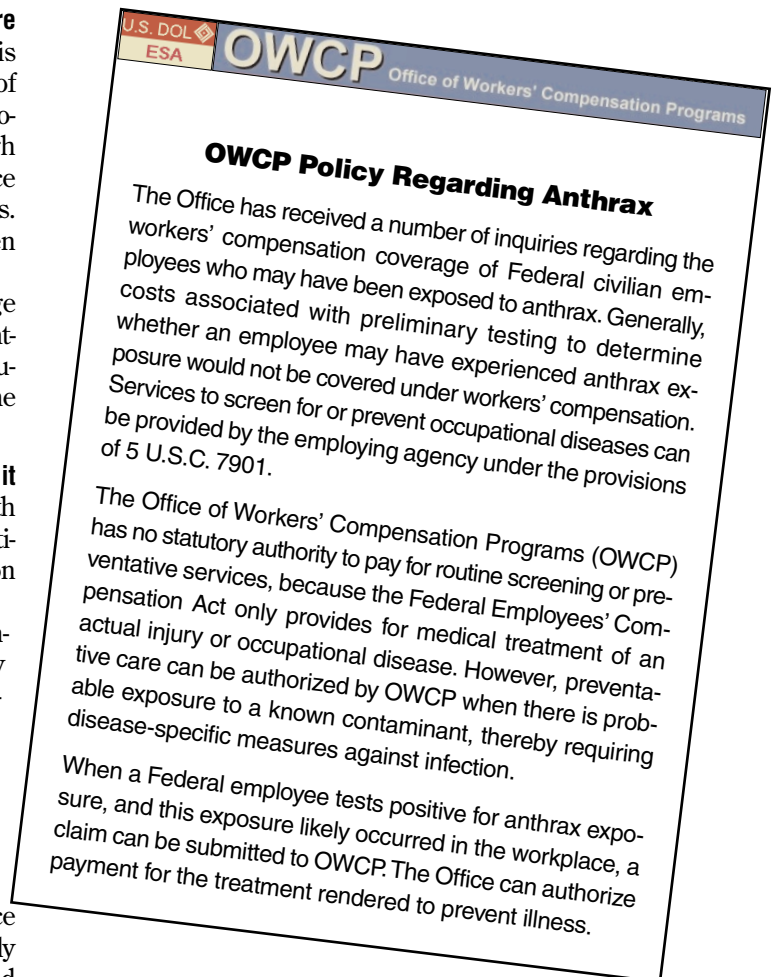 U.S. DOL
ESA
OWCP Office of Workers' Compensation Programs
OWCP Policy Regarding Anthrax
The Office has received a number of inquiries regarding the
workers' compensation coverage of Federal civilian em-
ployees who may have been exposed to anthrax. Generally,
costs associated with preliminary testing to determine
whether an employee may have experienced anthrax ex-
posure would not be covered under workers' compensation.
Services to screen for or prevent occupational diseases can
be provided by the employing agency under the provisions
of 5 U.S.C. 7901.
The Office of Workers' Compensation Programs (OWCP)
has no statutory authority to pay for routine screening or pre-
ventative services, because the Federal Employees' Com-
pensation Act only provides for medical treatment of an
actual injury or occupational disease. However, preventa-
tive care can be authorized by OWCP when there is prob-
able exposure to a known contaminant, thereby requiring
disease-specific measures against infection.
When a Federal employee tests positive for anthrax expo-
sure, and this exposure likely occurred in the workplace, a
claim can be submitted to OWCP. The Office can authorize
payment for the treatment rendered to prevent illness.